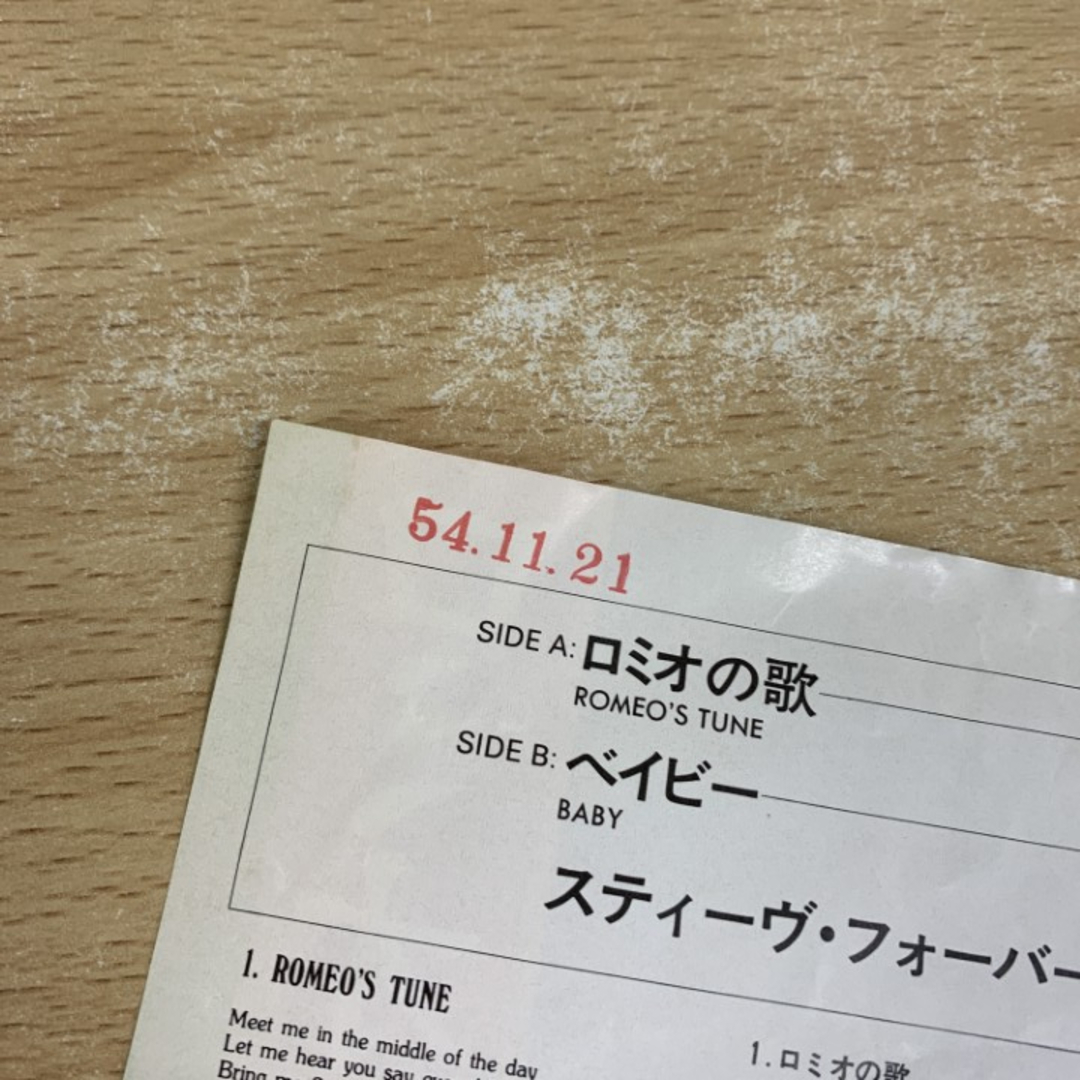 54.11.21
SIDE A: ロミオの歌
ROMEO'S TUNE
SIDE B: ベイビー
BABY
スティーヴ・フォーバー
1. ROMEO'S TUNE
Meet me in the middle of the day
Let me hear you say
Bring me
1. ロミオの歌